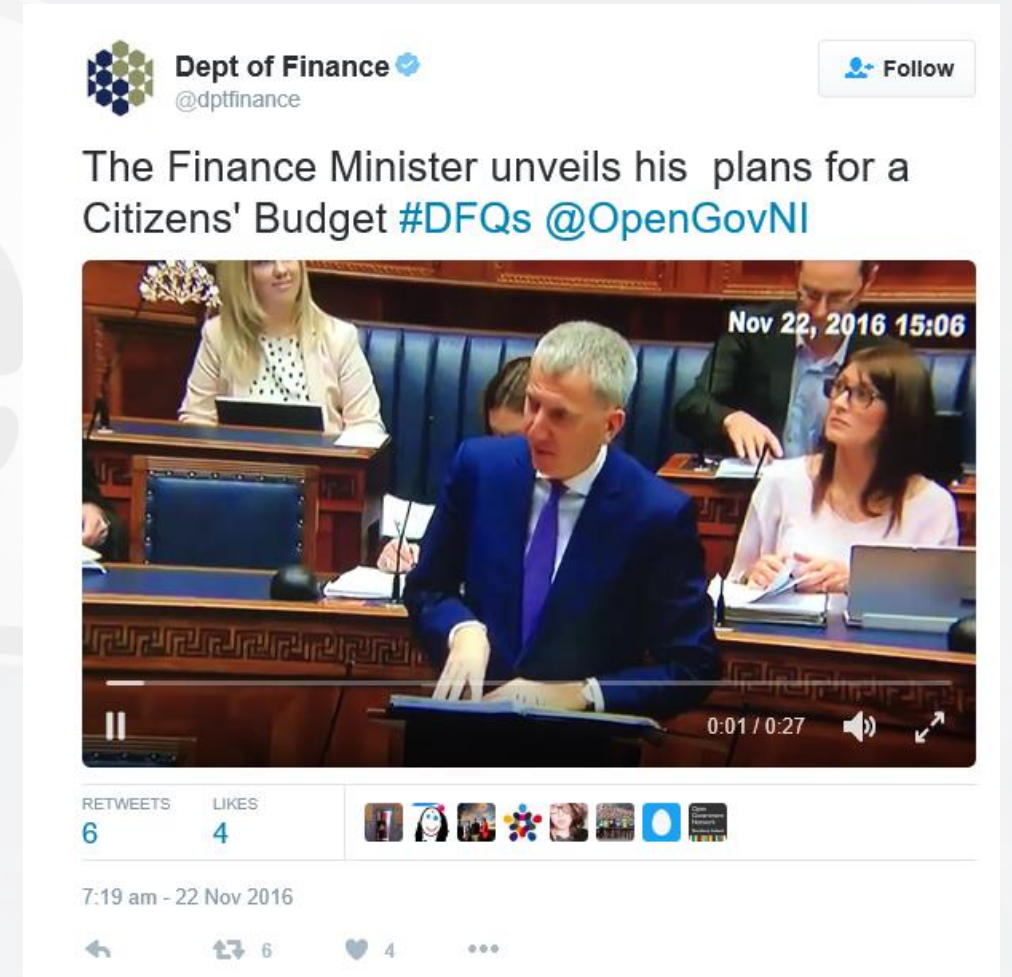 Dept of Finance
Follow
@dptfinance
The Finance Minister unveils his  plans for a
Citizens' Budget #DFQs @OpenGovNI
Nov 22, 2016 15:06
0:01 / 0:27
RETWEETS LIKES
6 4
7:19 am - 22 Nov 2016
6 4